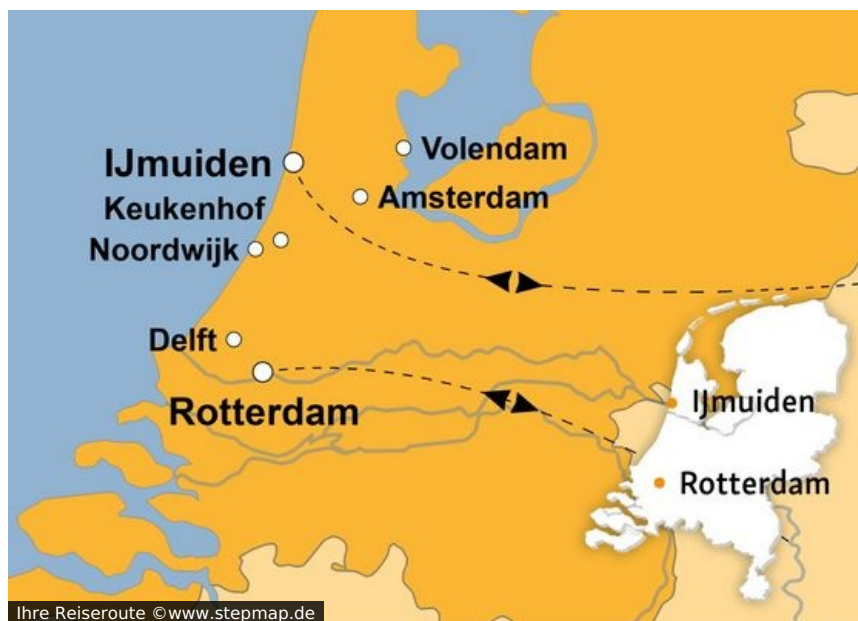 Volendam
IJmuiden
Amsterdam
Keukenhof
Noordwijk
Delft
Rotterdam
IJmuiden
Rotterdam
Ihre Reiseroute ©www.stepmap.de